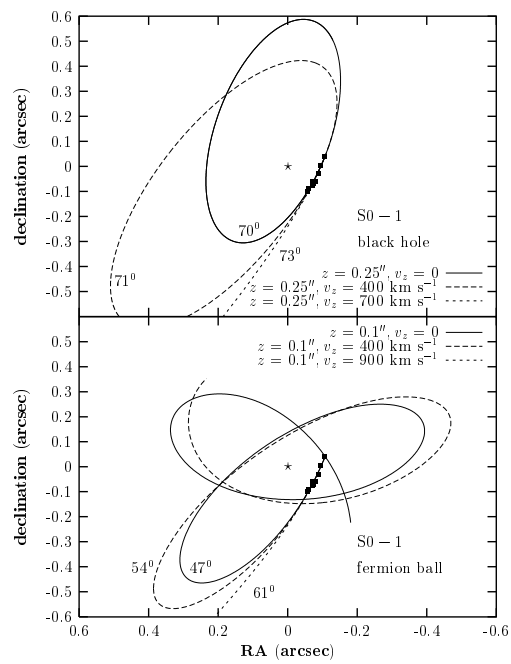 0.6
0.5
0.4
0.3
0.2
0.1
0
-0.1
-0.2
-0.3
-0.4
-0.5
declination (arcsec)
70⁰
73⁰
71⁰
S0 − 1
black hole
z = 0.25″, v_z = 0
z = 0.25″, v_z = 400 km s⁻¹
z = 0.25″, v_z = 700 km s⁻¹
z = 0.1″, v_z = 0
z = 0.1″, v_z = 400 km s⁻¹
z = 0.1″, v_z = 900 km s⁻¹
0.5
0.4
0.3
0.2
0.1
0
-0.1
-0.2
-0.3
-0.4
-0.5
-0.6
declination (arcsec)
54⁰
47⁰
61⁰
S0 − 1
fermion ball
0.6 0.4 0.2 0 -0.2 -0.4 -0.6
RA (arcsec)